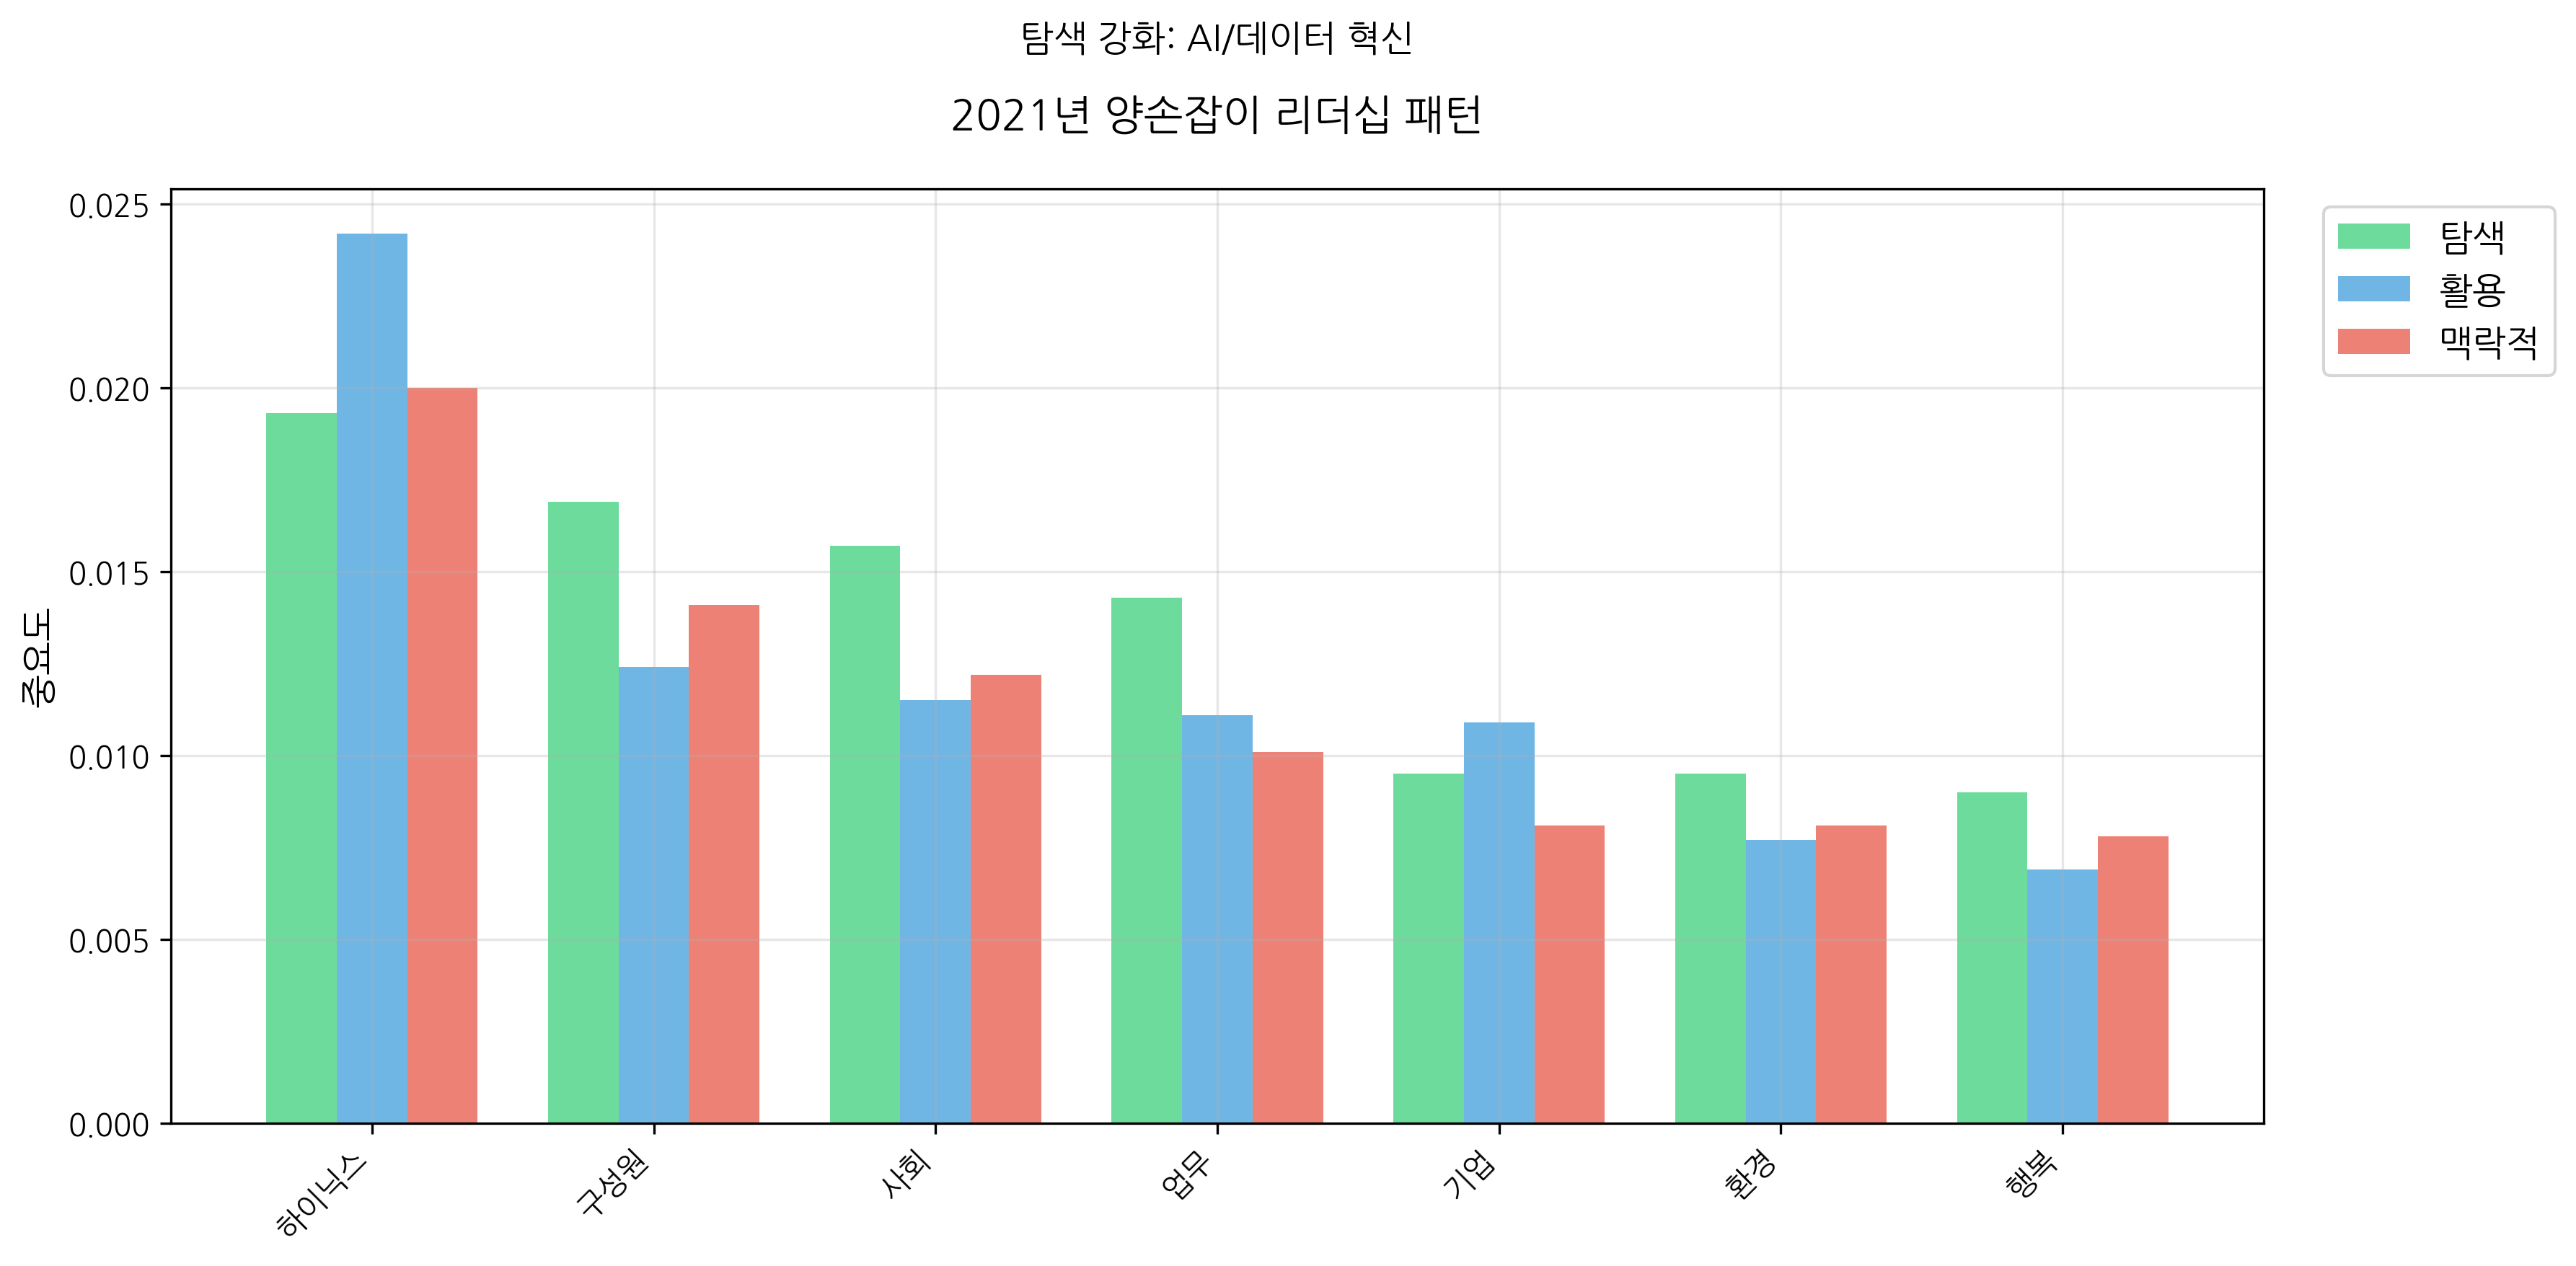 탐색 강화: AI/데이터 혁신
2021년 양손잡이 리더십 패턴
0.025
0.020
0.015
0.010
0.005
0.000
중요도
하이닉스
구성원
사회
업무
기업
환경
행복
탐색
활용
맥락적